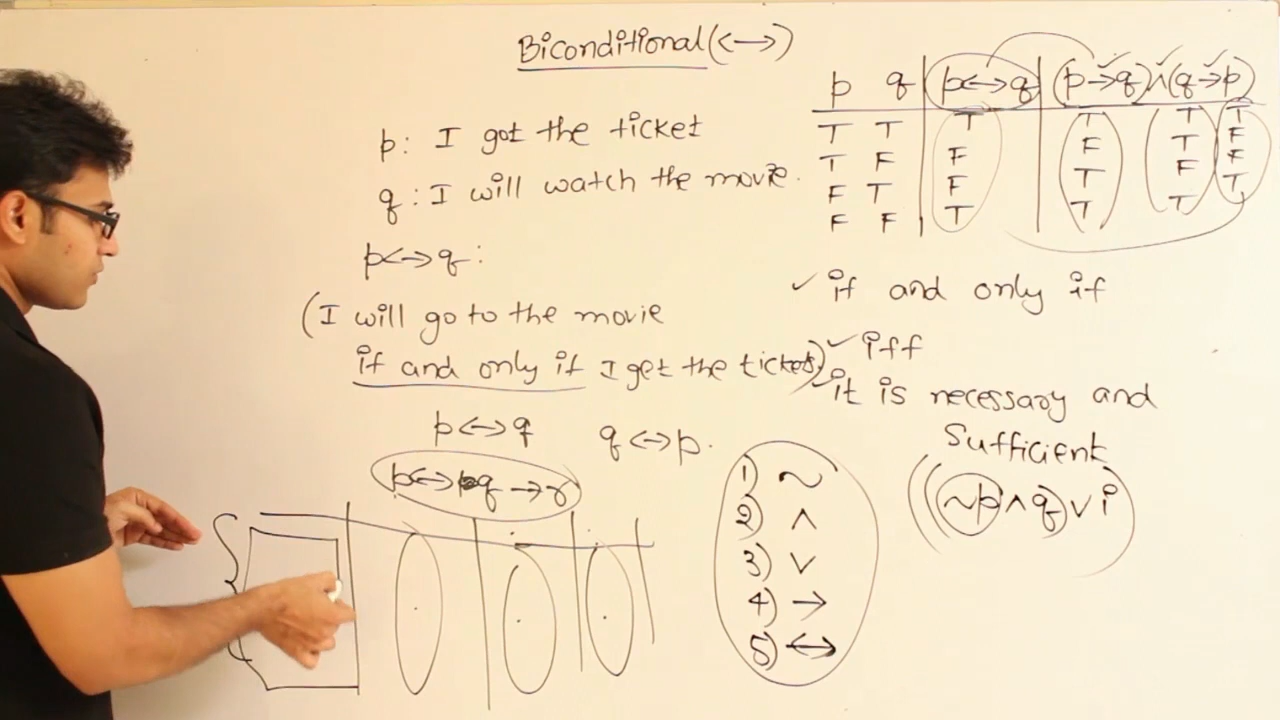 Biconditional (↔)
p: I got the ticket
q: I will watch the movie.
p↔q:
(I will go to the movie
if and only if I get the tickets)
p↔q q↔p.
p↔q→r
p q p↔q (p→q)∧(q→p)
T T T T T T
T F F F T F
F T F T F F
F F T T T T
if and only if
iff
it is necessary and
Sufficient
((~p∧q)∨i)
1) ~
2) ∧
3) ∨
4) →
5) ↔